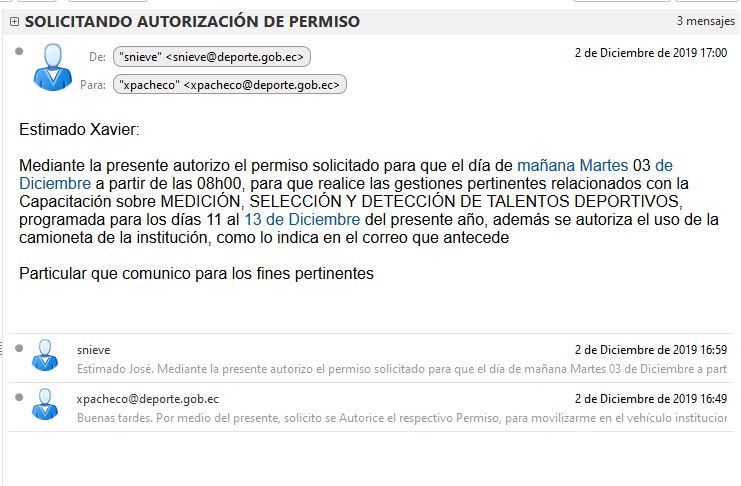 SOLICITANDO AUTORIZACIÓN DE PERMISO 3 mensajes
De: "snieve" <snieve@deporte.gob.ec> 2 de Diciembre de 2019 17:00
Para: "xpacheco" <xpacheco@deporte.gob.ec>
Estimado Xavier:
Mediante la presente autorizo el permiso solicitado para que el día de mañana Martes 03 de
Diciembre a partir de las 08h00, para que realice las gestiones pertinentes relacionados con la
Capacitación sobre MEDICIÓN, SELECCIÓN Y DETECCIÓN DE TALENTOS DEPORTIVOS,
programada para los días 11 al 13 de Diciembre del presente año, además se autoriza el uso de la
camioneta de la institución, como lo indica en el correo que antecede
Particular que comunico para los fines pertinentes
snieve 2 de Diciembre de 2019 16:59
Estimado José. Mediante la presente autorizo el permiso solicitado para que el día de mañana Martes 03 de Diciembre a part
xpacheco@deporte.gob.ec 2 de Diciembre de 2019 16:49
Buenas tardes. Por medio del presente, solicito se Autorice el respectivo Permiso, para movilizarme en el vehículo institucion